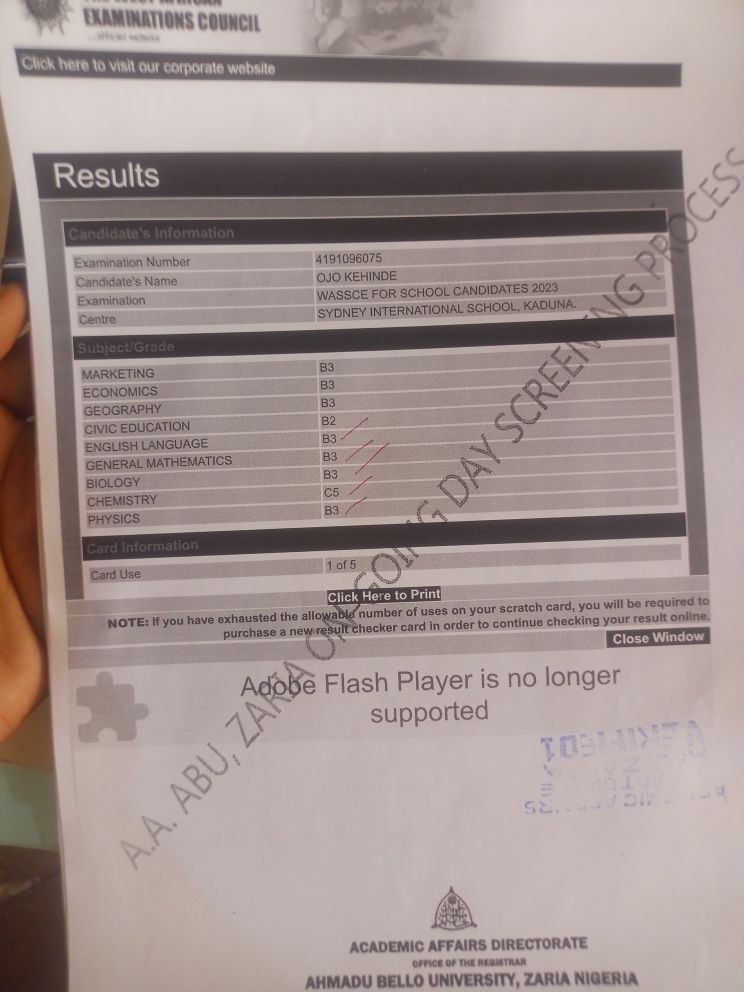 EXAMINATIONS COUNCIL
Click here to visit our corporate website
Results
Candidate's Information
Examination Number 4191096075
Candidate's Name OJO KEHINDE
Examination WASSCE FOR SCHOOL CANDIDATES 2023
Centre SYDNEY INTERNATIONAL SCHOOL, KADUNA.
Subject/Grade
MARKETING B3
ECONOMICS B3
GEOGRAPHY B3
CIVIC EDUCATION B2
ENGLISH LANGUAGE B3
GENERAL MATHEMATICS B3
BIOLOGY B3
CHEMISTRY C5
PHYSICS B3
Card Information
Card Use 1 of 5
Click Here to Print
NOTE: If you have exhausted the allowable number of uses on your scratch card, you will be required to
purchase a new result checker card in order to continue checking your result online.
Close Window
Adobe Flash Player is no longer
supported
A.A. ABU, ZARIA ON-GOING DAY SCREENING PROCESS
VERIFIED1
ACADEMIC AFFAIRS DIRECTORATE
OFFICE OF THE REGISTRAR
AHMADU BELLO UNIVERSITY, ZARIA NIGERIA